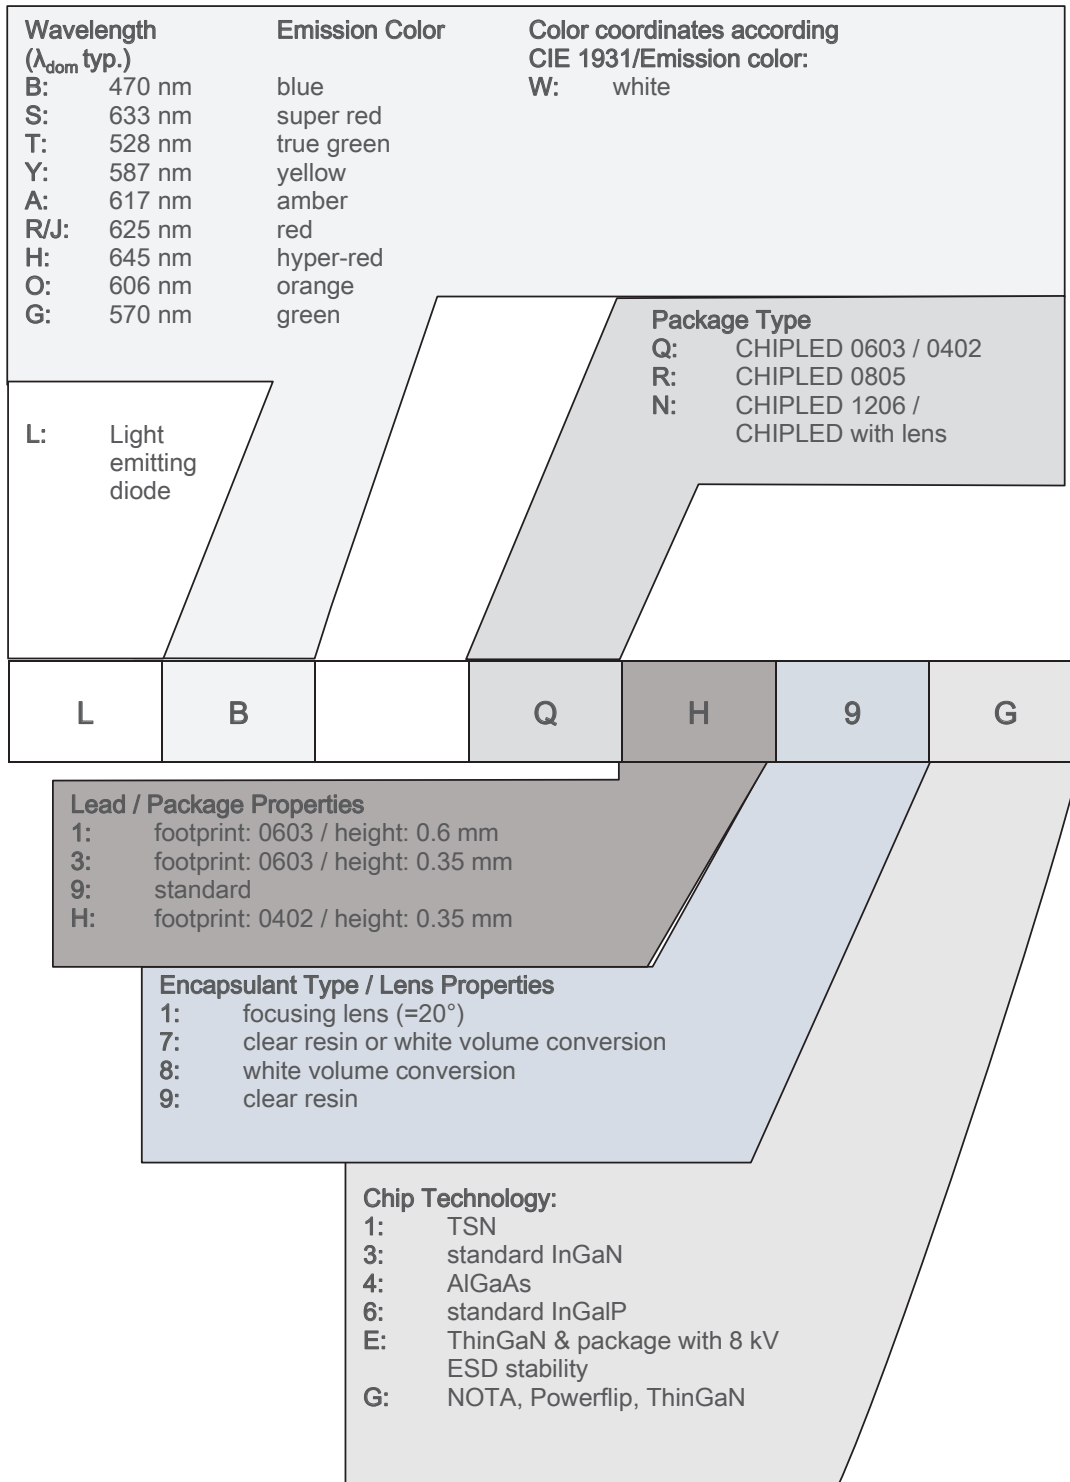 Wavelength Emission Color Color coordinates according
(λdom typ.) CIE 1931/Emission color:
B: 470 nm blue W: white
S: 633 nm super red
T: 528 nm true green
Y: 587 nm yellow
A: 617 nm amber
R/J: 625 nm red
H: 645 nm hyper-red
O: 606 nm orange
G: 570 nm green
Package Type
Q: CHIPLED 0603 / 0402
R: CHIPLED 0805
N: CHIPLED 1206 /
CHIPLED with lens
L: Light
emitting
diode
L B Q H 9 G
Lead / Package Properties
1: footprint: 0603 / height: 0.6 mm
3: footprint: 0603 / height: 0.35 mm
9: standard
H: footprint: 0402 / height: 0.35 mm
Encapsulant Type / Lens Properties
1: focusing lens (=20°)
7: clear resin or white volume conversion
8: white volume conversion
9: clear resin
Chip Technology:
1: TSN
3: standard InGaN
4: AlGaAs
6: standard InGalP
E: ThinGaN & package with 8 kV
ESD stability
G: NOTA, Powerflip, ThinGaN